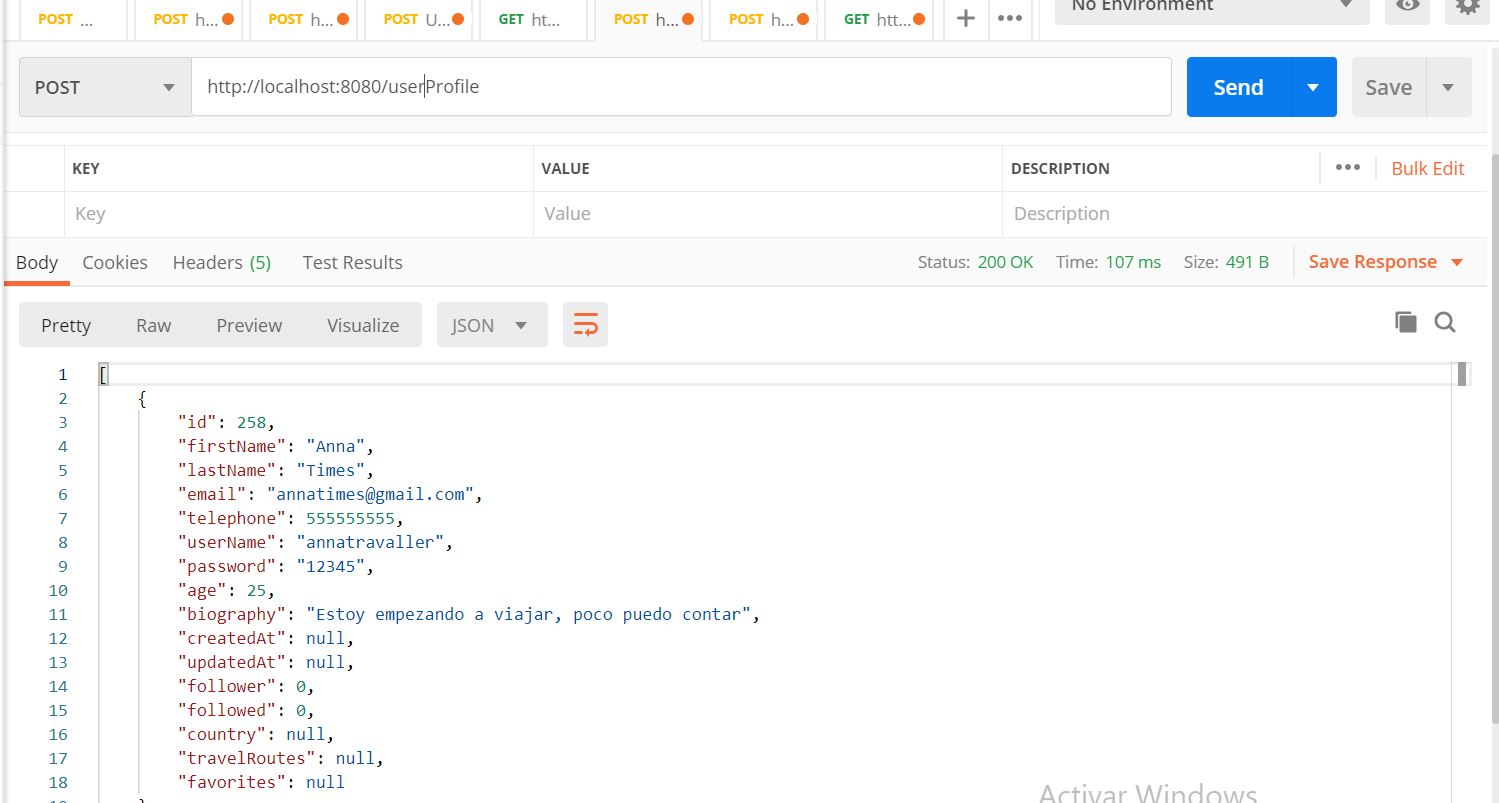 POST ... POST h... POST h... POST U... GET ht... POST h... POST h... GET htt... + ••• No Environment
POST http://localhost:8080/userProfile Send Save
KEY VALUE DESCRIPTION ••• Bulk Edit
Key Value Description
Body Cookies Headers (5) Test Results Status: 200 OK Time: 107 ms Size: 491 B Save Response
Pretty Raw Preview Visualize JSON
1 [
2 {
3 "id": 258,
4 "firstName": "Anna",
5 "lastName": "Times",
6 "email": "annatimes@gmail.com",
7 "telephone": 555555555,
8 "userName": "annatravaller",
9 "password": "12345",
10 "age": 25,
11 "biography": "Estoy empezando a viajar, poco puedo contar",
12 "createdAt": null,
13 "updatedAt": null,
14 "follower": 0,
15 "followed": 0,
16 "country": null,
17 "travelRoutes": null,
18 "favorites": null
Activar Windows